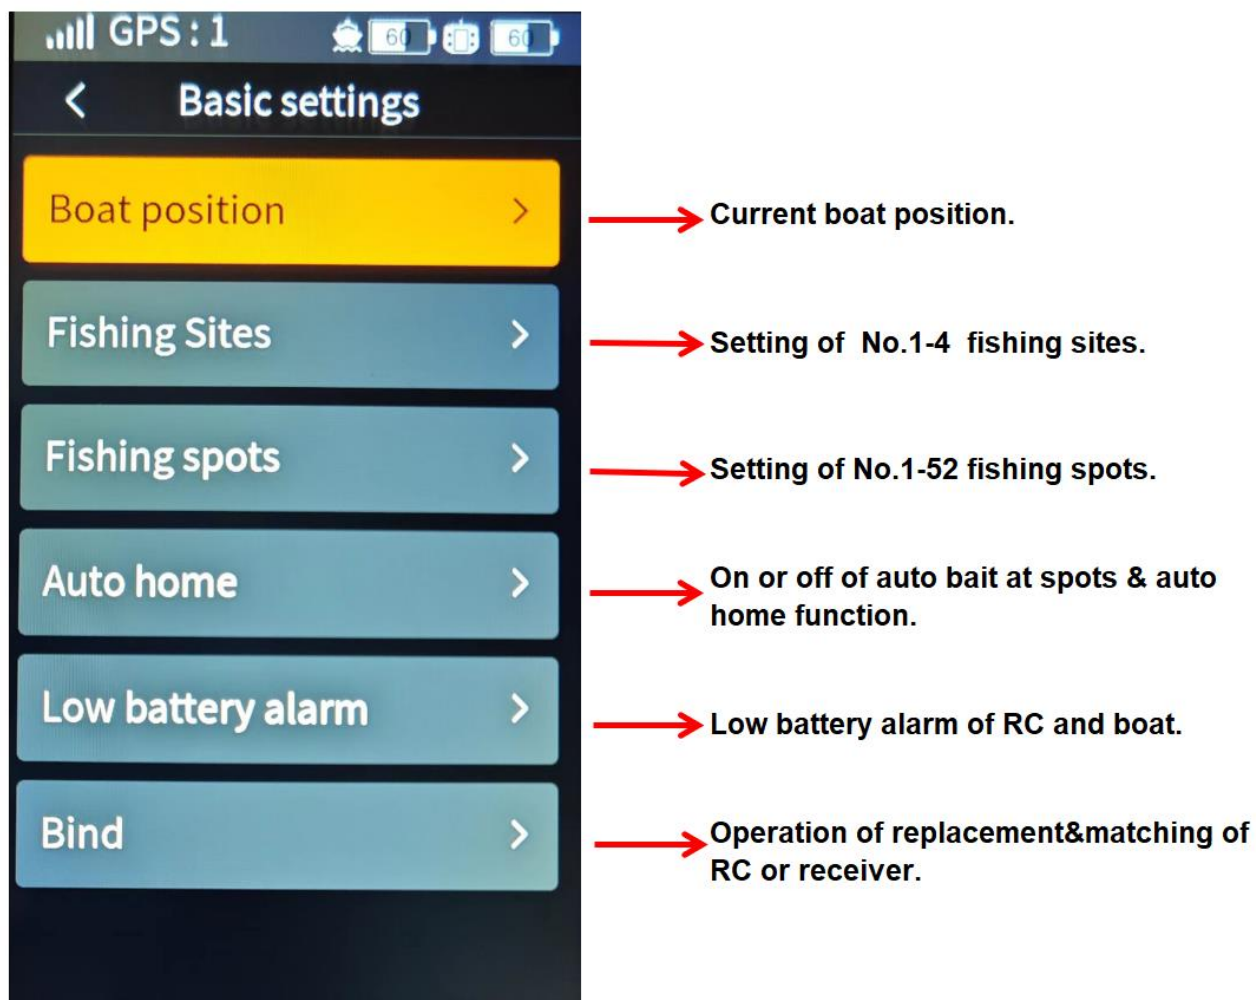 GPS : 1 60 60
Basic settings
Boat position
Current boat position.
Fishing Sites
Setting of No.1-4 fishing sites.
Fishing spots
Setting of No.1-52 fishing spots.
Auto home
On or off of auto bait at spots & auto
home function.
Low battery alarm
Low battery alarm of RC and boat.
Bind
Operation of replacement&matching of
RC or receiver.